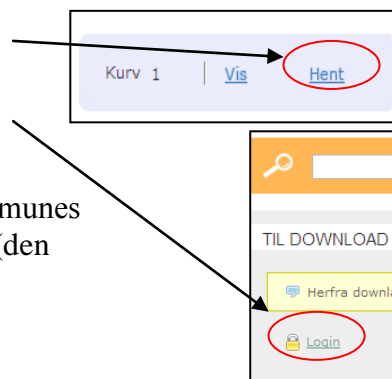 Kurv 1 | Vis Hent
munes
(den
TIL DOWNLOAD
Herfra downl
Login